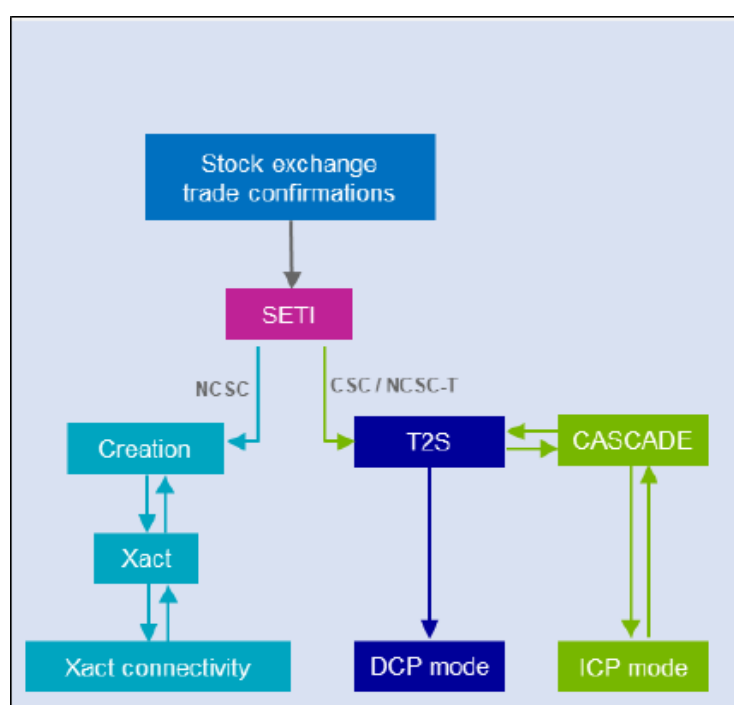 Stock exchange
trade confirmations
SETI
NCSC
CSC / NCSC-T
Creation
T2S
CASCADE
Xact
Xact connectivity
DCP mode
ICP mode